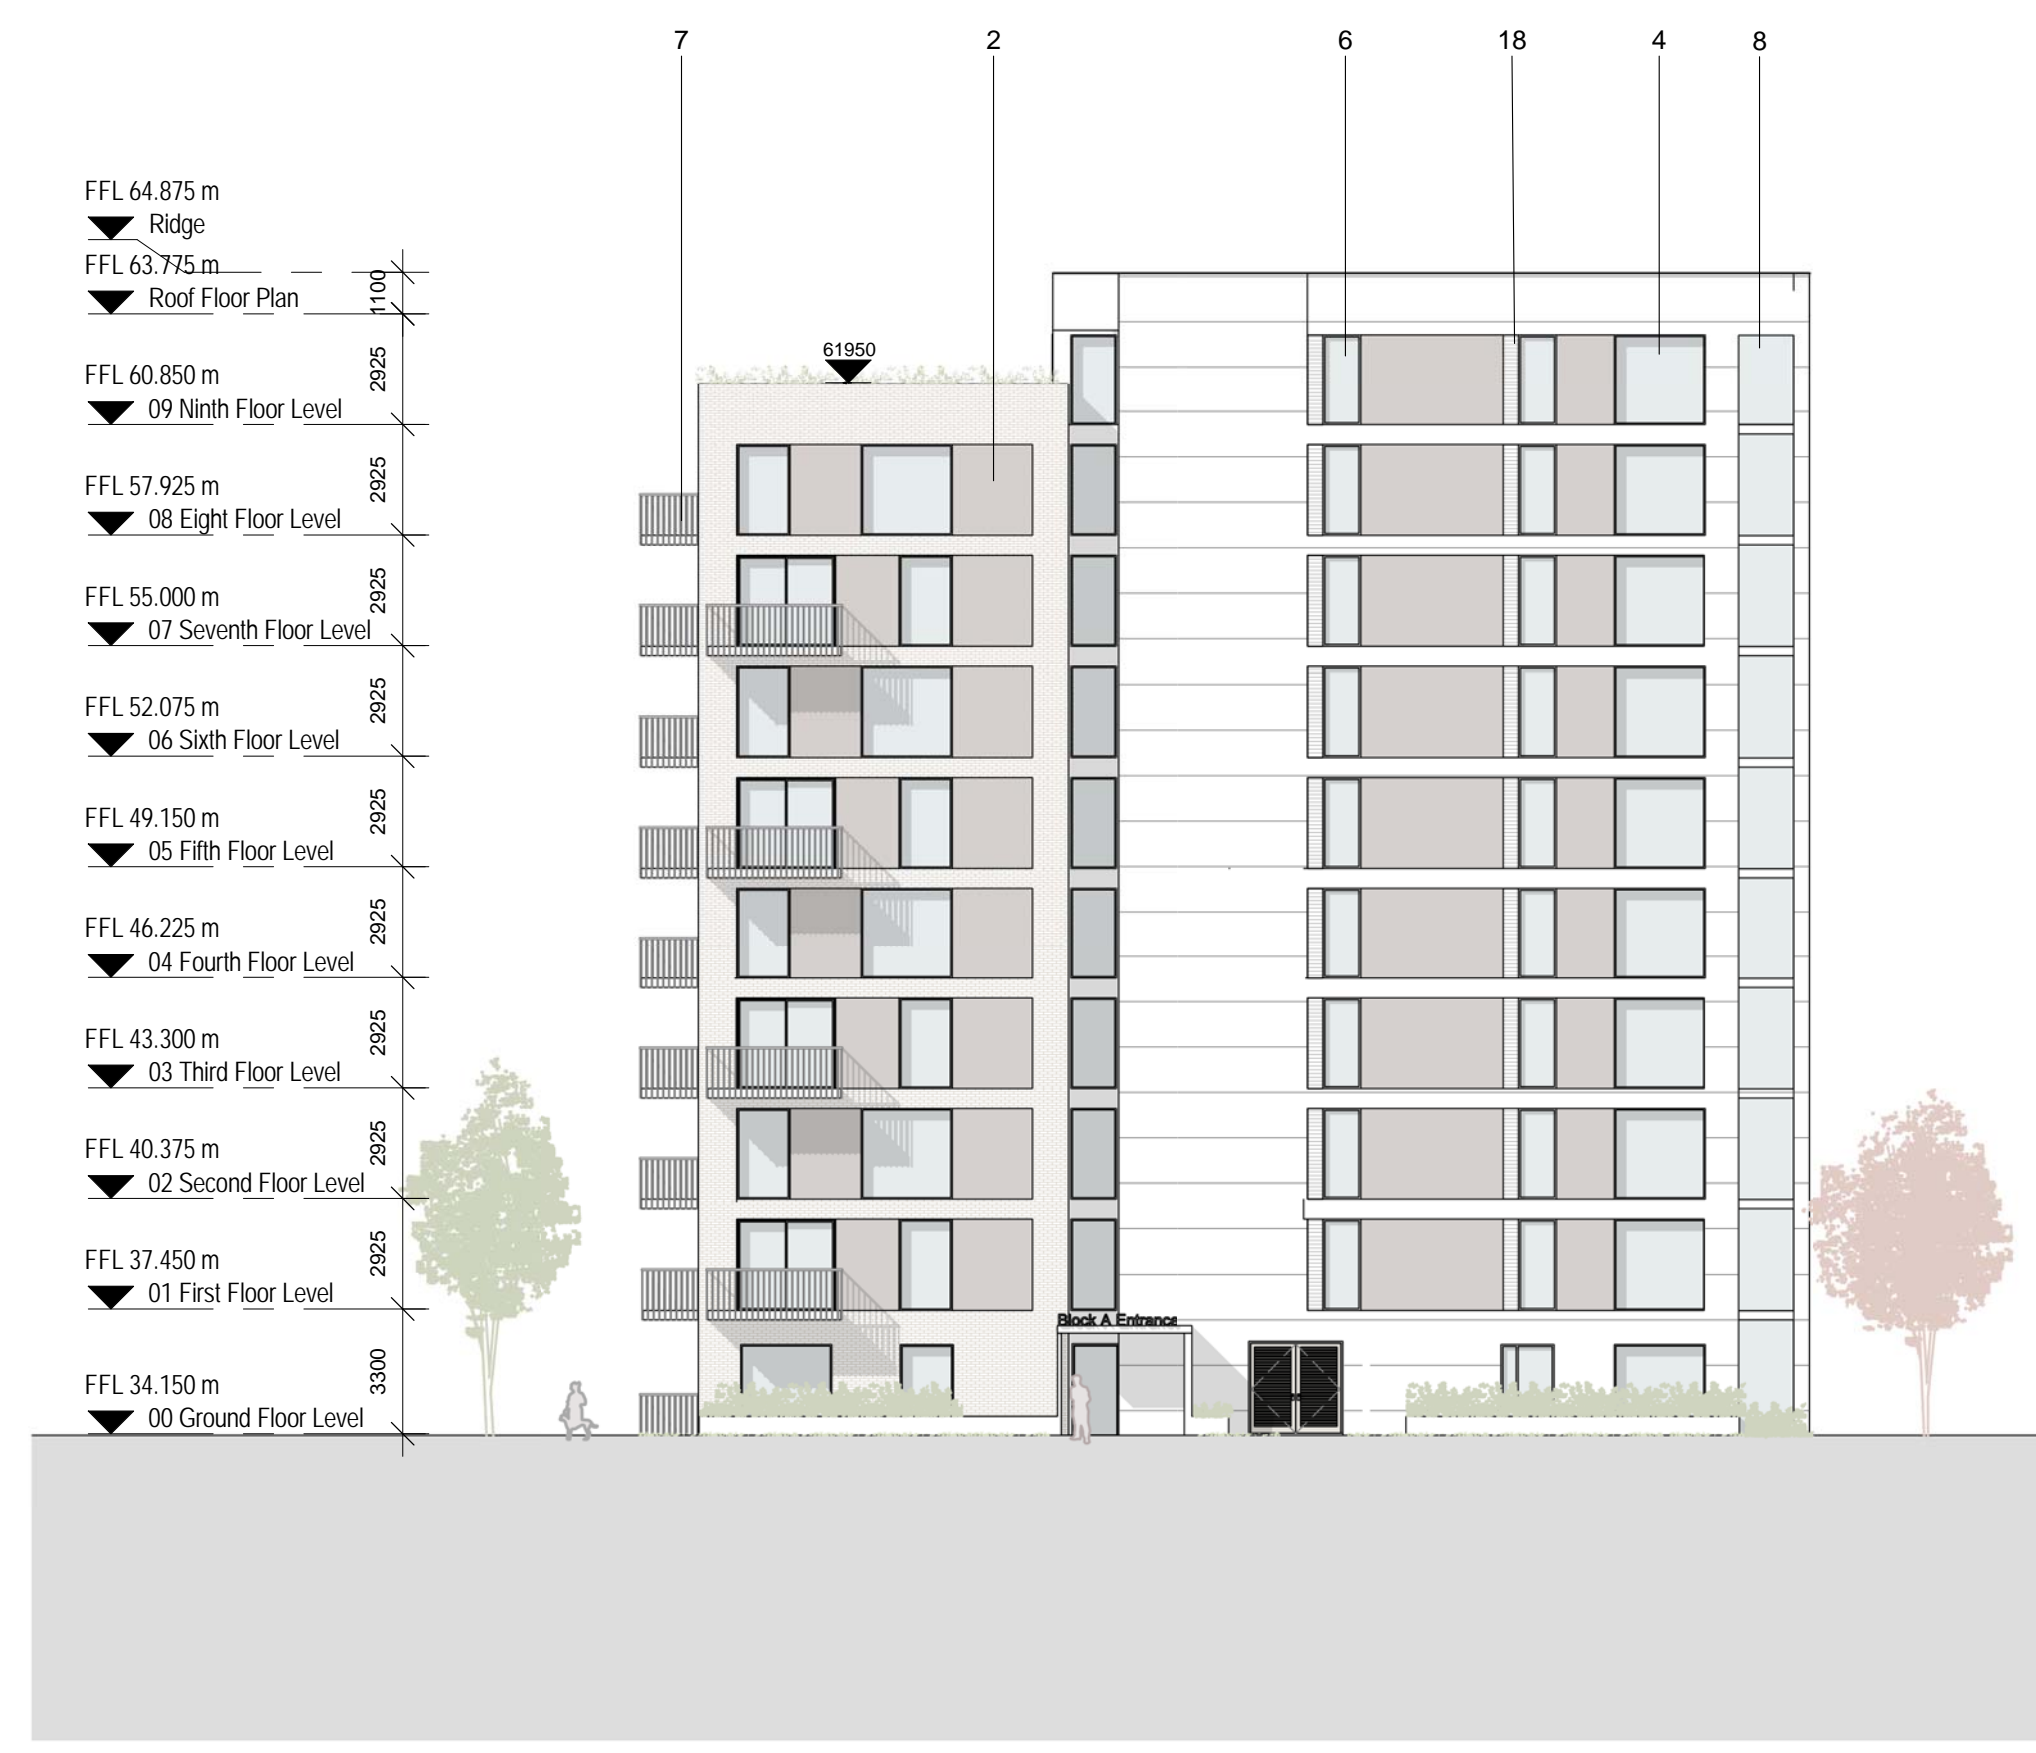 7 2 6 18 4 8
FFL 64.875 m
Ridge
FFL 63.775 m
Roof Floor Plan
1100
61950
2925
FFL 60.850 m
09 Ninth Floor Level
2925
FFL 57.925 m
08 Eight Floor Level
2925
FFL 55.000 m
07 Seventh Floor Level
2925
FFL 52.075 m
06 Sixth Floor Level
2925
FFL 49.150 m
05 Fifth Floor Level
2925
FFL 46.225 m
04 Fourth Floor Level
2925
FFL 43.300 m
03 Third Floor Level
2925
FFL 40.375 m
02 Second Floor Level
2925
FFL 37.450 m
01 First Floor Level
Block A Entrance
3300
FFL 34.150 m
00 Ground Floor Level